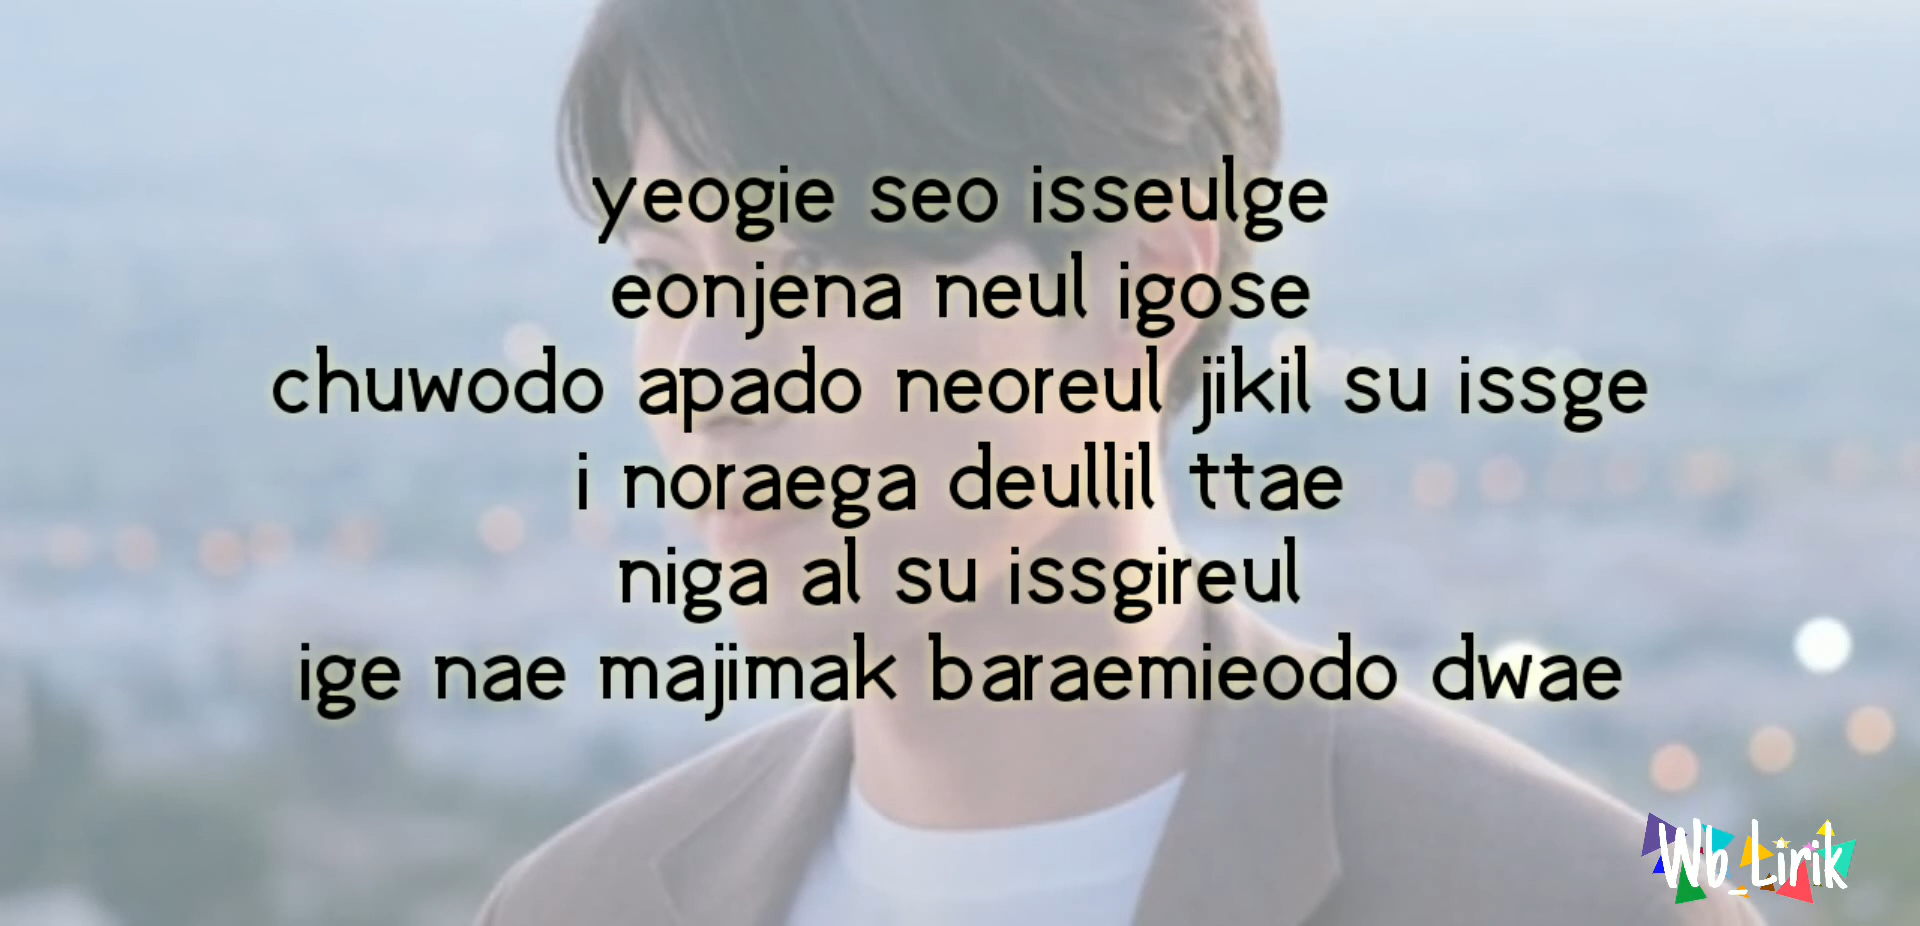 yeogie seo isseulge
eonjena neul igose
chuwodo apado neoreul jikil su issge
i noraega deullil ttae
niga al su issgireul
ige nae majimak baraemieodo dwae
Wb_Lirik